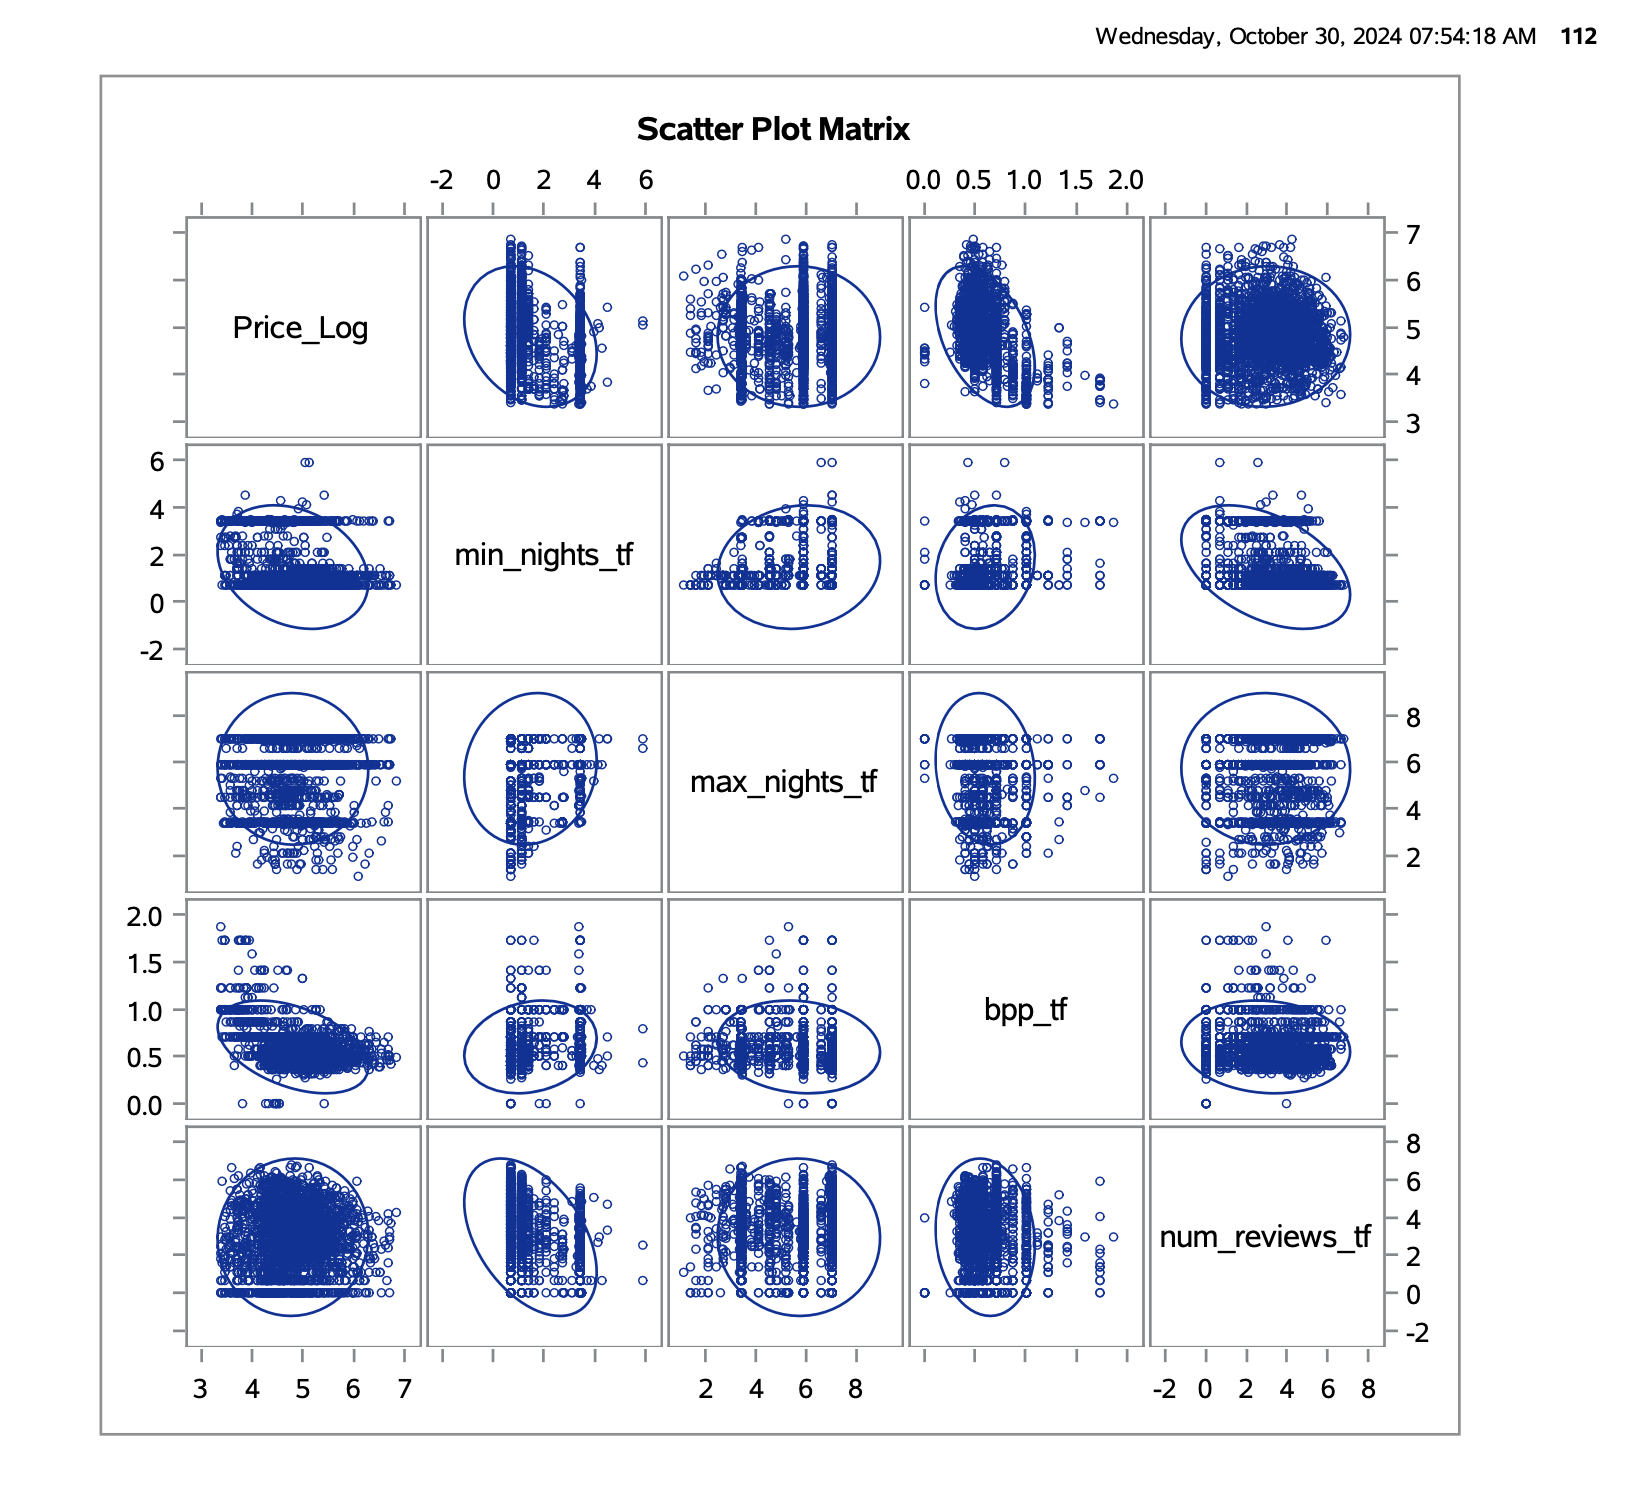 Wednesday, October 30, 2024 07:54:18 AM 112
Scatter Plot Matrix
-2 0 2 4 6 0.0 0.5 1.0 1.5 2.0
Price_Log
7
6
5
4
3
6
4
2
0
-2
min_nights_tf
max_nights_tf
8
6
4
2
2.0
1.5
1.0
0.5
0.0
bpp_tf
num_reviews_tf
8
6
4
2
0
-2
3 4 5 6 7 2 4 6 8 -2 0 2 4 6 8